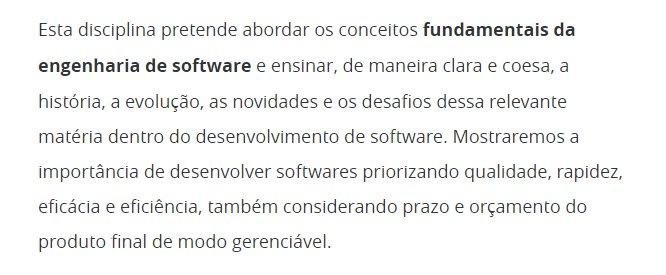 Esta disciplina pretende abordar os conceitos fundamentais da
engenharia de software e ensinar, de maneira clara e coesa, a
história, a evolução, as novidades e os desafios dessa relevante
matéria dentro do desenvolvimento de software. Mostraremos a
importância de desenvolver softwares priorizando qualidade, rapidez,
eficácia e eficiência, também considerando prazo e orçamento do
produto final de modo gerenciável.